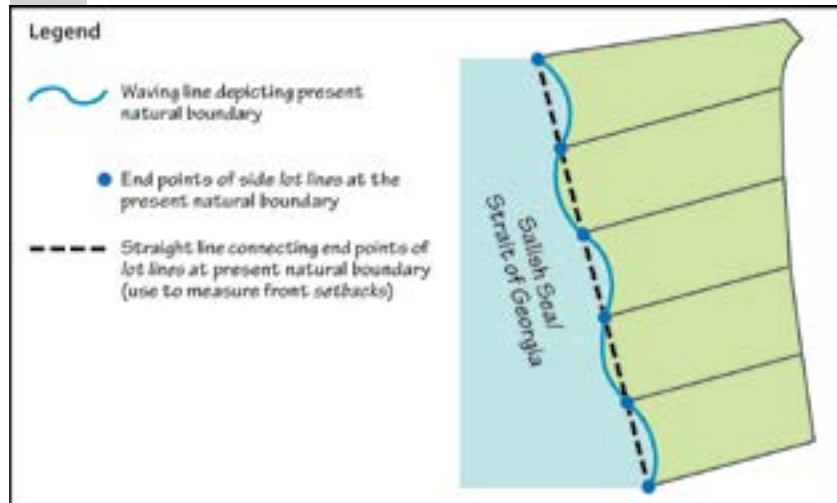 Legend
Waving line depicting present
natural boundary
End points of side lot lines at the
present natural boundary
Straight line connecting end points of
lot lines at present natural boundary
(use to measure front setbacks)
Salish Sea/
Strait of Georgia